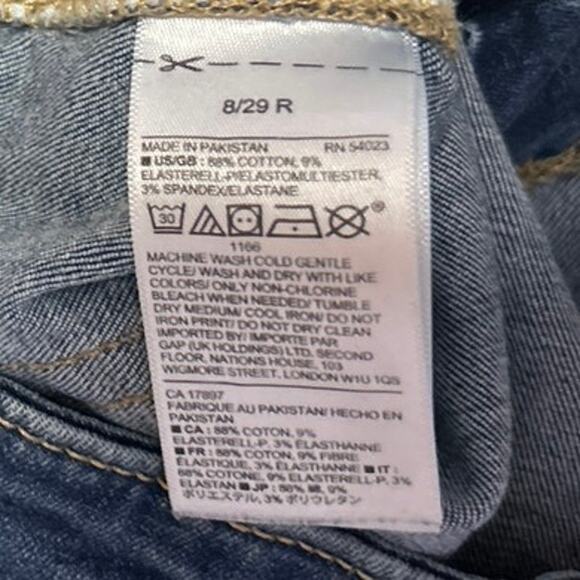 8/29 R
MADE IN PAKISTAN RN 54023
■ US/GB : 88% COTTON, 9%
ELASTERELL-P/ELASTOMULTIESTER,
3% SPANDEX/ELASTANE
30
1166
MACHINE WASH COLD GENTLE
CYCLE/ WASH AND DRY WITH LIKE
COLORS/ ONLY NON-CHLORINE
BLEACH WHEN NEEDED/ TUMBLE
DRY MEDIUM/ COOL IRON/ DO NOT
IRON PRINT/ DO NOT DRY CLEAN
IMPORTED BY/ IMPORTE PAR
GAP (UK HOLDINGS) LTD, SECOND
FLOOR, NATIONS HOUSE, 103
WIGMORE STREET, LONDON W1U 1QS
CA 17897
FABRIQUE AU PAKISTAN/ HECHO EN
PAKISTAN
■ CA : 88% COTON, 9%
ELASTERELL-P, 3% ELASTHANNE
■ FR : 88% COTON, 9% FIBRE
ÉLASTIQUE, 3% ÉLASTHANNE ■ IT :
88% COTONE, 9% ELASTERELL-P, 3%
ELASTAN ■ JP : 88% 綿, 9%
ポリエステル, 3% ポリウレタン